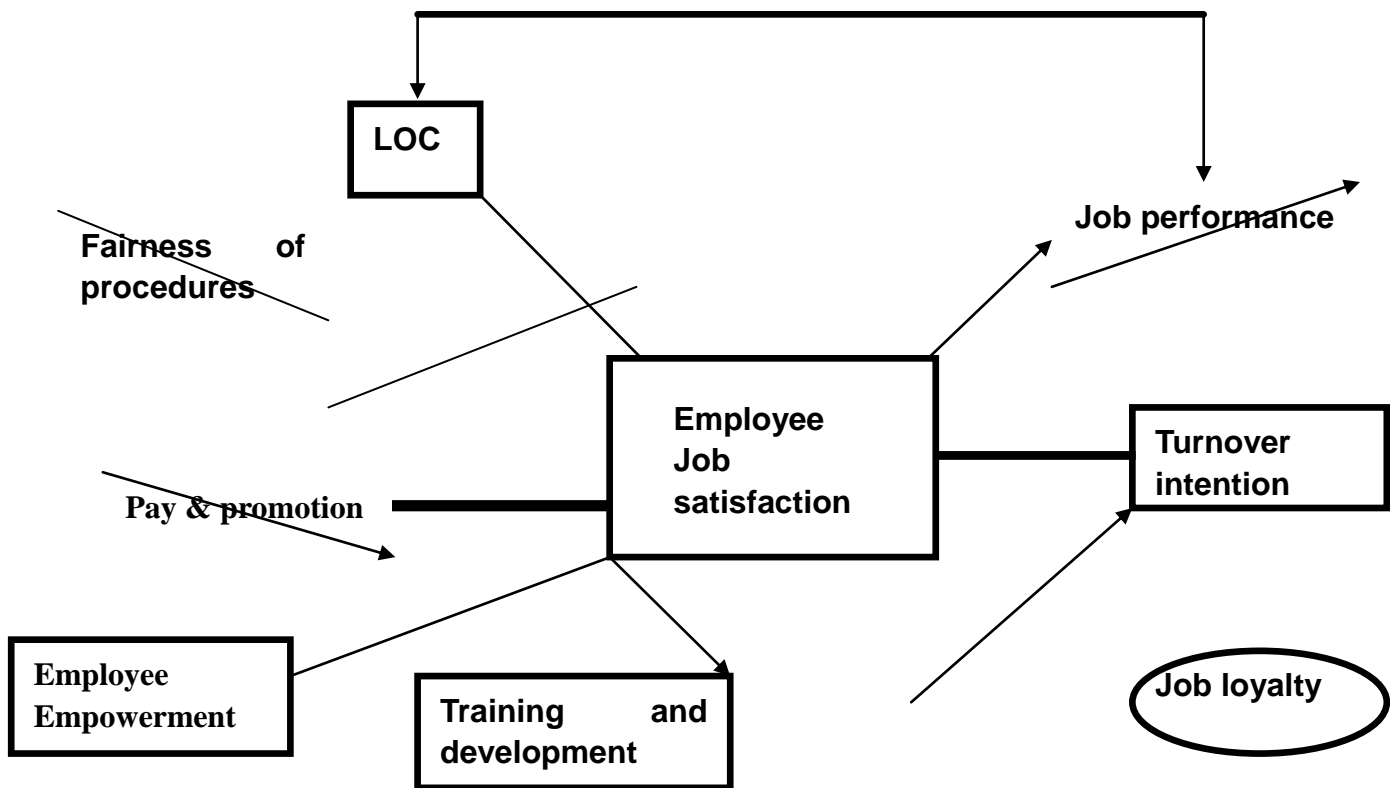 LOC
Job performance
Fairness of
procedures
Employee
Job
satisfaction
Turnover
intention
Pay & promotion
Employee
Empowerment
Training and
development
Job loyalty